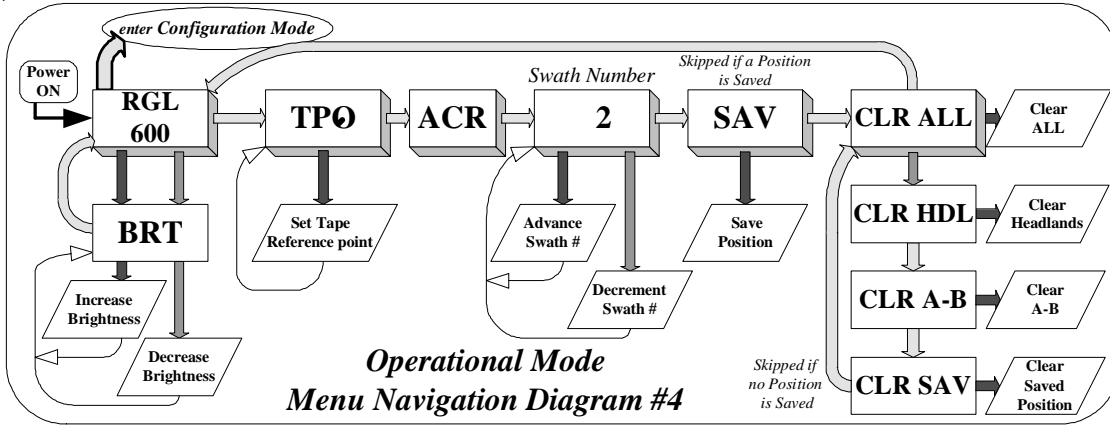 enter Configuration Mode
Power
ON
RGL
600
TPO
ACR
Swath Number
2
Skipped if a Position
is Saved
SAV
CLR ALL
Clear
ALL
BRT
Set Tape
Reference point
Advance
Swath #
Save
Position
CLR HDL
Clear
Headlands
Increase
Brightness
Decrement
Swath #
CLR A-B
Clear
A-B
Decrease
Brightness
Operational Mode
Menu Navigation Diagram #4
Skipped if
no Position
is Saved
CLR SAV
Clear
Saved
Position